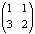 ( 1 1 )
( 3 2 )